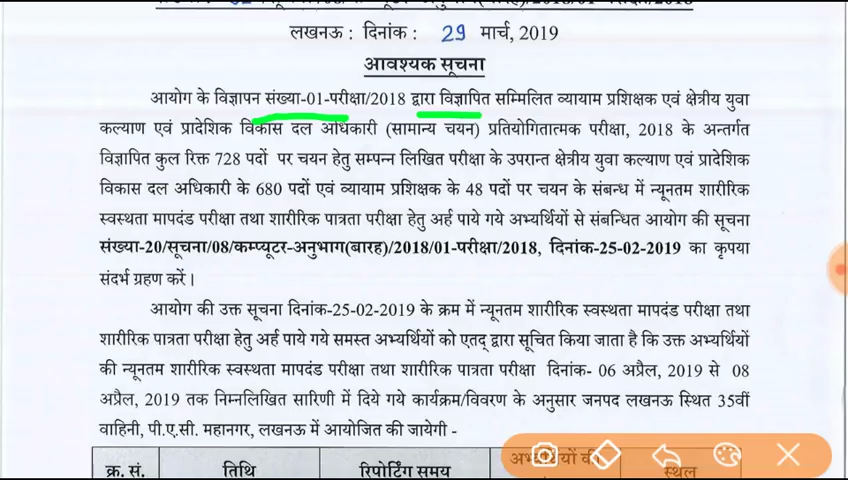 लखनऊ : दिनांक : 29 मार्च, 2019
आवश्यक सूचना
आयोग के विज्ञापन संख्या-01-परीक्षा/2018 द्वारा विज्ञापित सम्मिलित व्यायाम प्रशिक्षक एवं क्षेत्रीय युवा
कल्याण एवं प्रादेशिक विकास दल अधिकारी (सामान्य चयन) प्रतियोगितात्मक परीक्षा, 2018 के अन्तर्गत
विज्ञापित कुल रिक्त 728 पदों पर चयन हेतु सम्पन्न लिखित परीक्षा के उपरान्त क्षेत्रीय युवा कल्याण एवं प्रादेशिक
विकास दल अधिकारी के 680 पदों एवं व्यायाम प्रशिक्षक के 48 पदों पर चयन के संबन्ध में न्यूनतम शारीरिक
स्वस्थता मापदंड परीक्षा तथा शारीरिक पात्रता परीक्षा हेतु अर्ह पाये गये अभ्यर्थियों से संबन्धित आयोग की सूचना
संख्या-20/सूचना/08/कम्प्यूटर-अनुभाग(बारह)/2018/01-परीक्षा/2018, दिनांक-25-02-2019 का कृपया
संदर्भ ग्रहण करें।
आयोग की उक्त सूचना दिनांक-25-02-2019 के क्रम में न्यूनतम शारीरिक स्वस्थता मापदंड परीक्षा तथा
शारीरिक पात्रता परीक्षा हेतु अर्ह पाये गये समस्त अभ्यर्थियों को एतद् द्वारा सूचित किया जाता है कि उक्त अभ्यर्थियों
की न्यूनतम शारीरिक स्वस्थता मापदंड परीक्षा तथा शारीरिक पात्रता परीक्षा दिनांक- 06 अप्रैल, 2019 से 08
अप्रैल, 2019 तक निम्नलिखित सारिणी में दिये गये कार्यक्रम/विवरण के अनुसार जनपद लखनऊ स्थित 35वीं
वाहिनी, पी.ए.सी. महानगर, लखनऊ में आयोजित की जायेगी -
क्र. सं. तिथि रिपोर्टिंग समय अभ्यर्थियों की स्थल